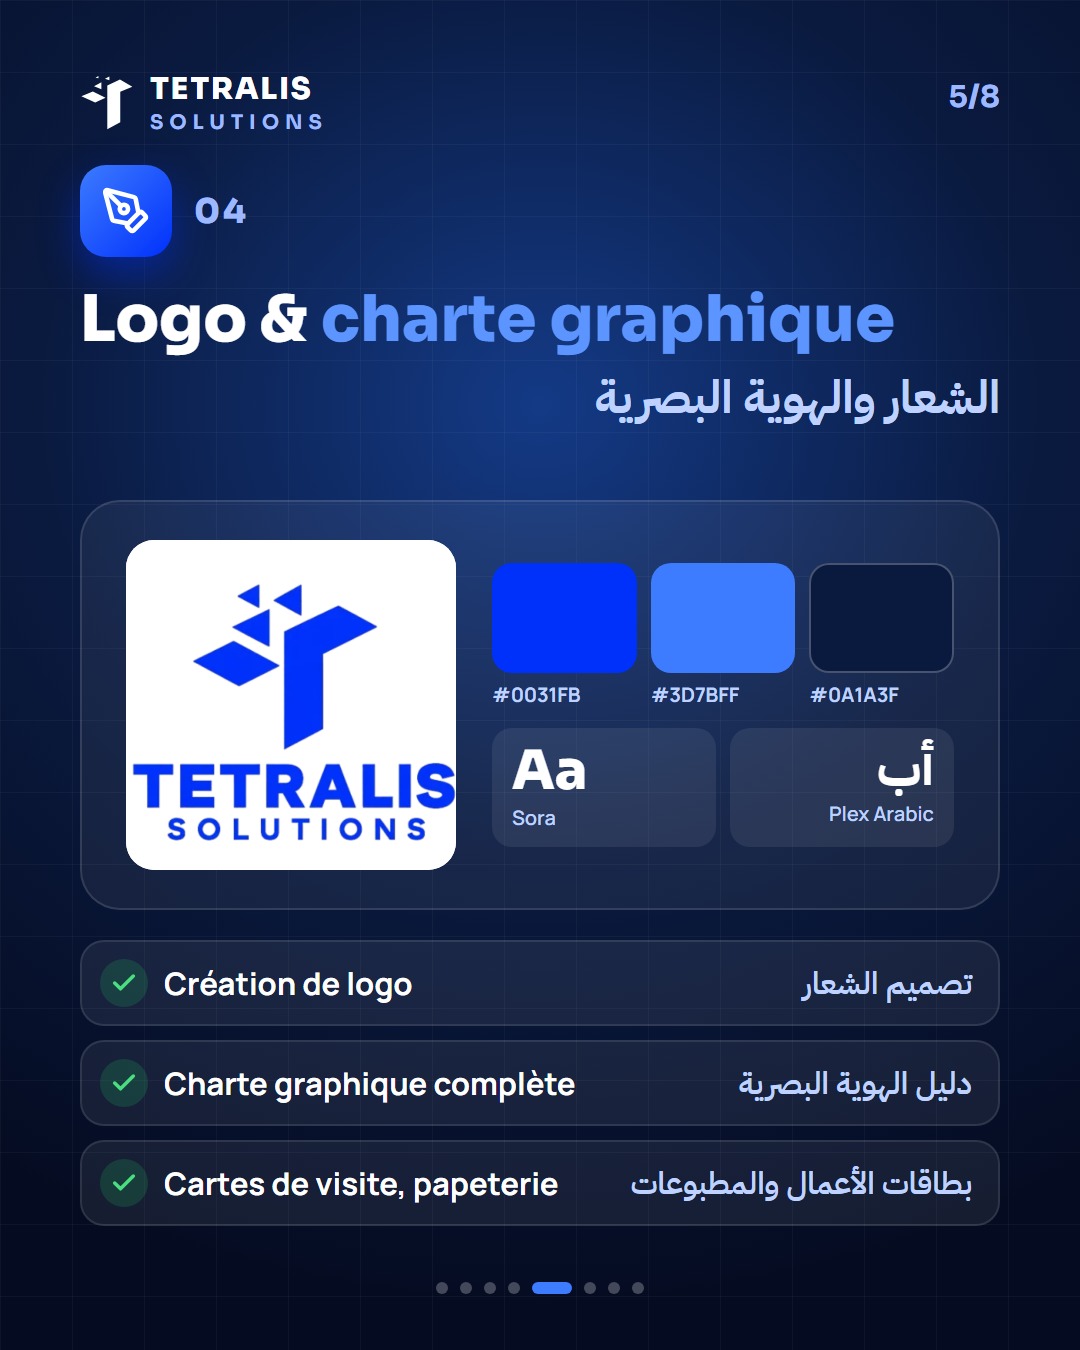 TETRALIS
SOLUTIONS
5/8
04
Logo & charte graphique
الشعار والهوية البصرية
TETRALIS
SOLUTIONS
#0031FB
#3D7BFF
#0A1A3F
Aa
Sora
أب
Plex Arabic
Création de logo
تصميم الشعار
Charte graphique complète
دليل الهوية البصرية
Cartes de visite, papeterie
بطاقات الأعمال والمطبوعات